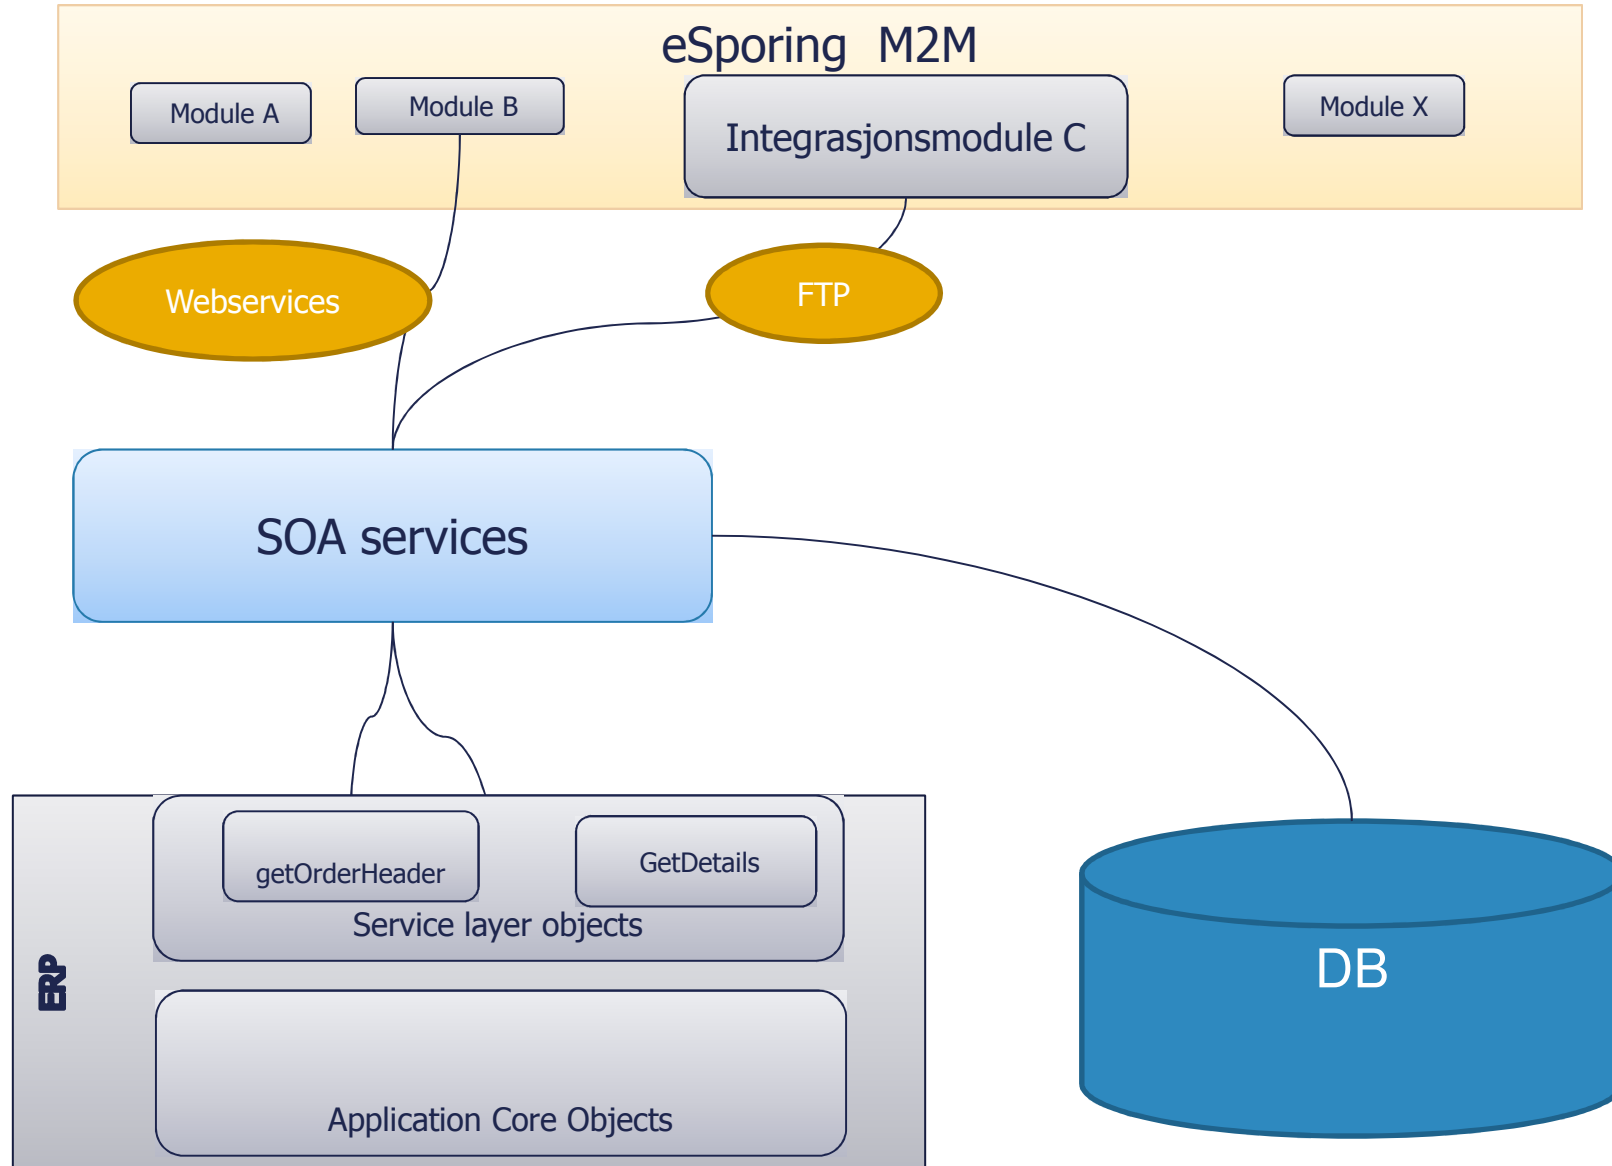 eSporing M2M
Module A
Module B
Integrasjonsmodule C
Module X
Webservices
FTP
SOA services
getOrderHeader
GetDetails
Service layer objects
ERP
DB
Application Core Objects